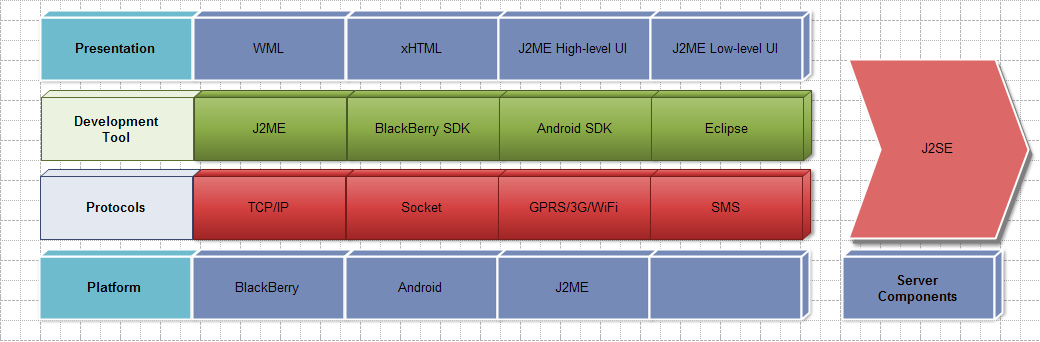 Presentation
WML
xHTML
J2ME High-level UI
J2ME Low-level UI
Development
Tool
J2ME
BlackBerry SDK
Android SDK
Eclipse
J2SE
Protocols
TCP/IP
Socket
GPRS/3G/WiFi
SMS
Platform
BlackBerry
Android
J2ME
Server
Components